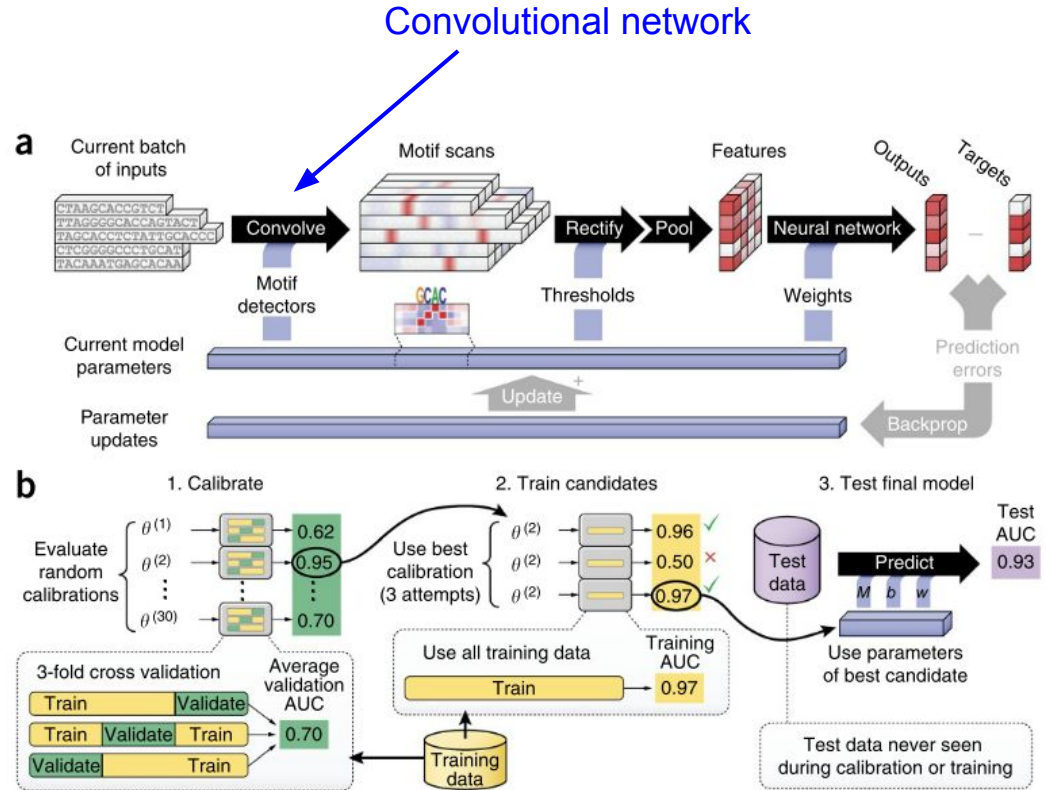 Convolutional network
a
Current batch
of inputs
Motif scans
Features
Outputs
Targets
CTAAGCACCGTCT
TTAGGGGCACCAGTACT
TAGCACCTCTATTGCACCC
CTCGGGGCCCTGCAT
TACAAATGAGCACAA
Convolve
Rectify
Pool
Neural network
–
Motif
detectors
GCAC
Thresholds
Weights
Current model
parameters
Prediction
errors
Update
+
Parameter
updates
Backprop
b
1. Calibrate
2. Train candidates
3. Test final model
Evaluate
random
calibrations
θ(1)
0.62
θ(2)
0.95
⋮ ⋮
θ(30)
0.70
Use best
calibration
(3 attempts)
θ(2)
0.96 ✓
θ(2)
0.50 ×
θ(2)
0.97 ✓
Test
data
Predict
Test
AUC
0.93
M b w
Use parameters
of best candidate
3-fold cross validation
Average
validation
AUC
Train Validate
Train Validate Train
Validate Train
0.70
Use all training data
Training
AUC
Train
0.97
Training
data
Test data never seen
during calibration or training